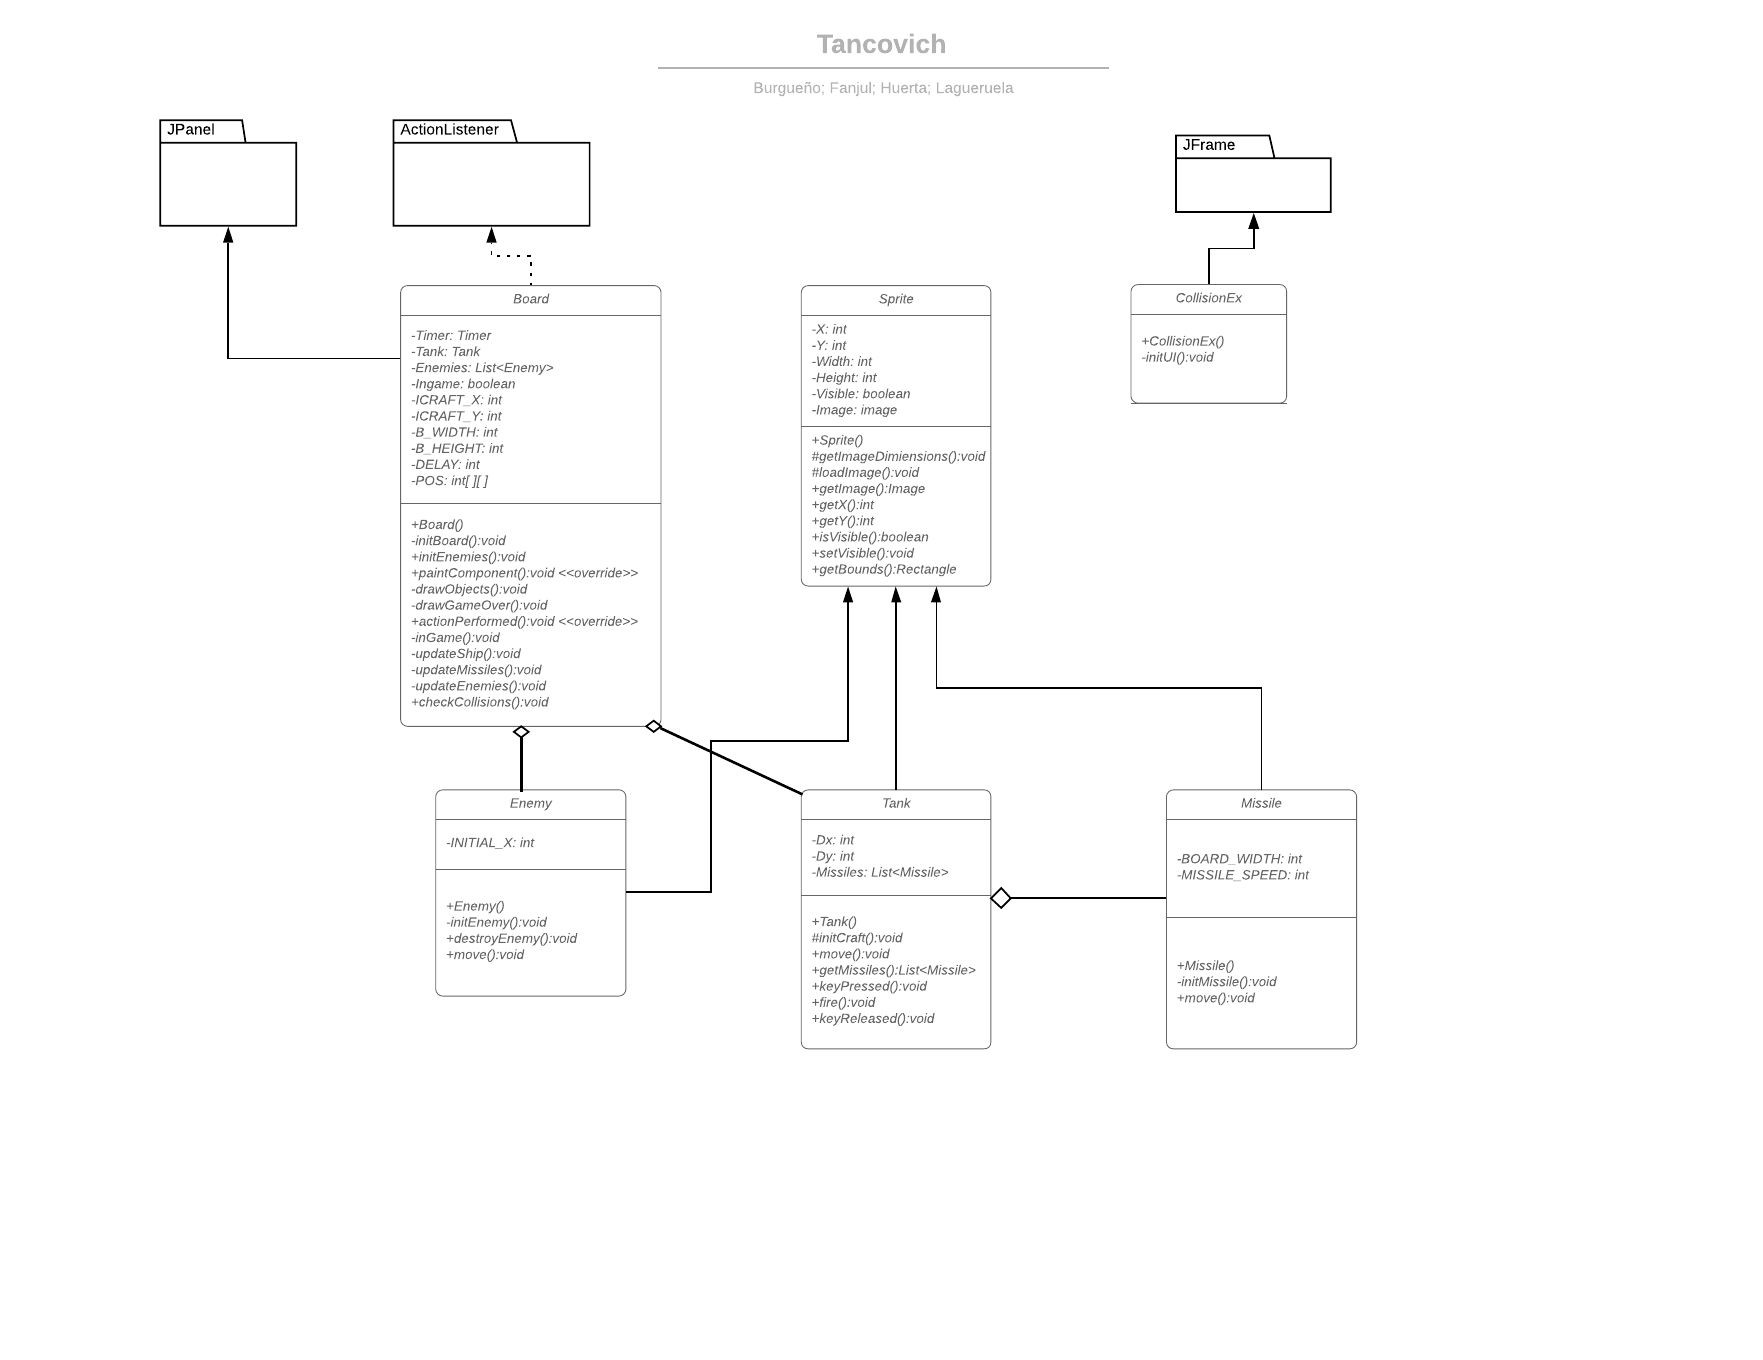 Tancovich
Burgueño; Fanjul; Huerta; Lagueruela
JPanel
ActionListener
JFrame
Board
-Timer: Timer
-Tank: Tank
-Enemies: List<Enemy>
-Ingame: boolean
-ICRAFT_X: int
-ICRAFT_Y: int
-B_WIDTH: int
-B_HEIGHT: int
-DELAY: int
-POS: int[ ][ ]
+Board()
-initBoard():void
+initEnemies():void
+paintComponent():void <<override>>
-drawObjects():void
-drawGameOver():void
+actionPerformed():void <<override>>
-inGame():void
-updateShip():void
-updateMissiles():void
-updateEnemies():void
+checkCollisions():void
Sprite
-X: int
-Y: int
-Width: int
-Height: int
-Visible: boolean
-Image: image
+Sprite()
#getImageDimiensions():void
#loadImage():void
+getImage():Image
+getX():int
+getY():int
+isVisible():boolean
+setVisible():void
+getBounds():Rectangle
CollisionEx
+CollisionEx()
-initUI():void
Enemy
-INITIAL_X: int
+Enemy()
-initEnemy():void
+destroyEnemy():void
+move():void
Tank
-Dx: int
-Dy: int
-Missiles: List<Missile>
+Tank()
#initCraft():void
+move():void
+getMissiles():List<Missile>
+keyPressed():void
+fire():void
+keyReleased():void
Missile
-BOARD_WIDTH: int
-MISSILE_SPEED: int
+Missile()
-initMissile():void
+move():void